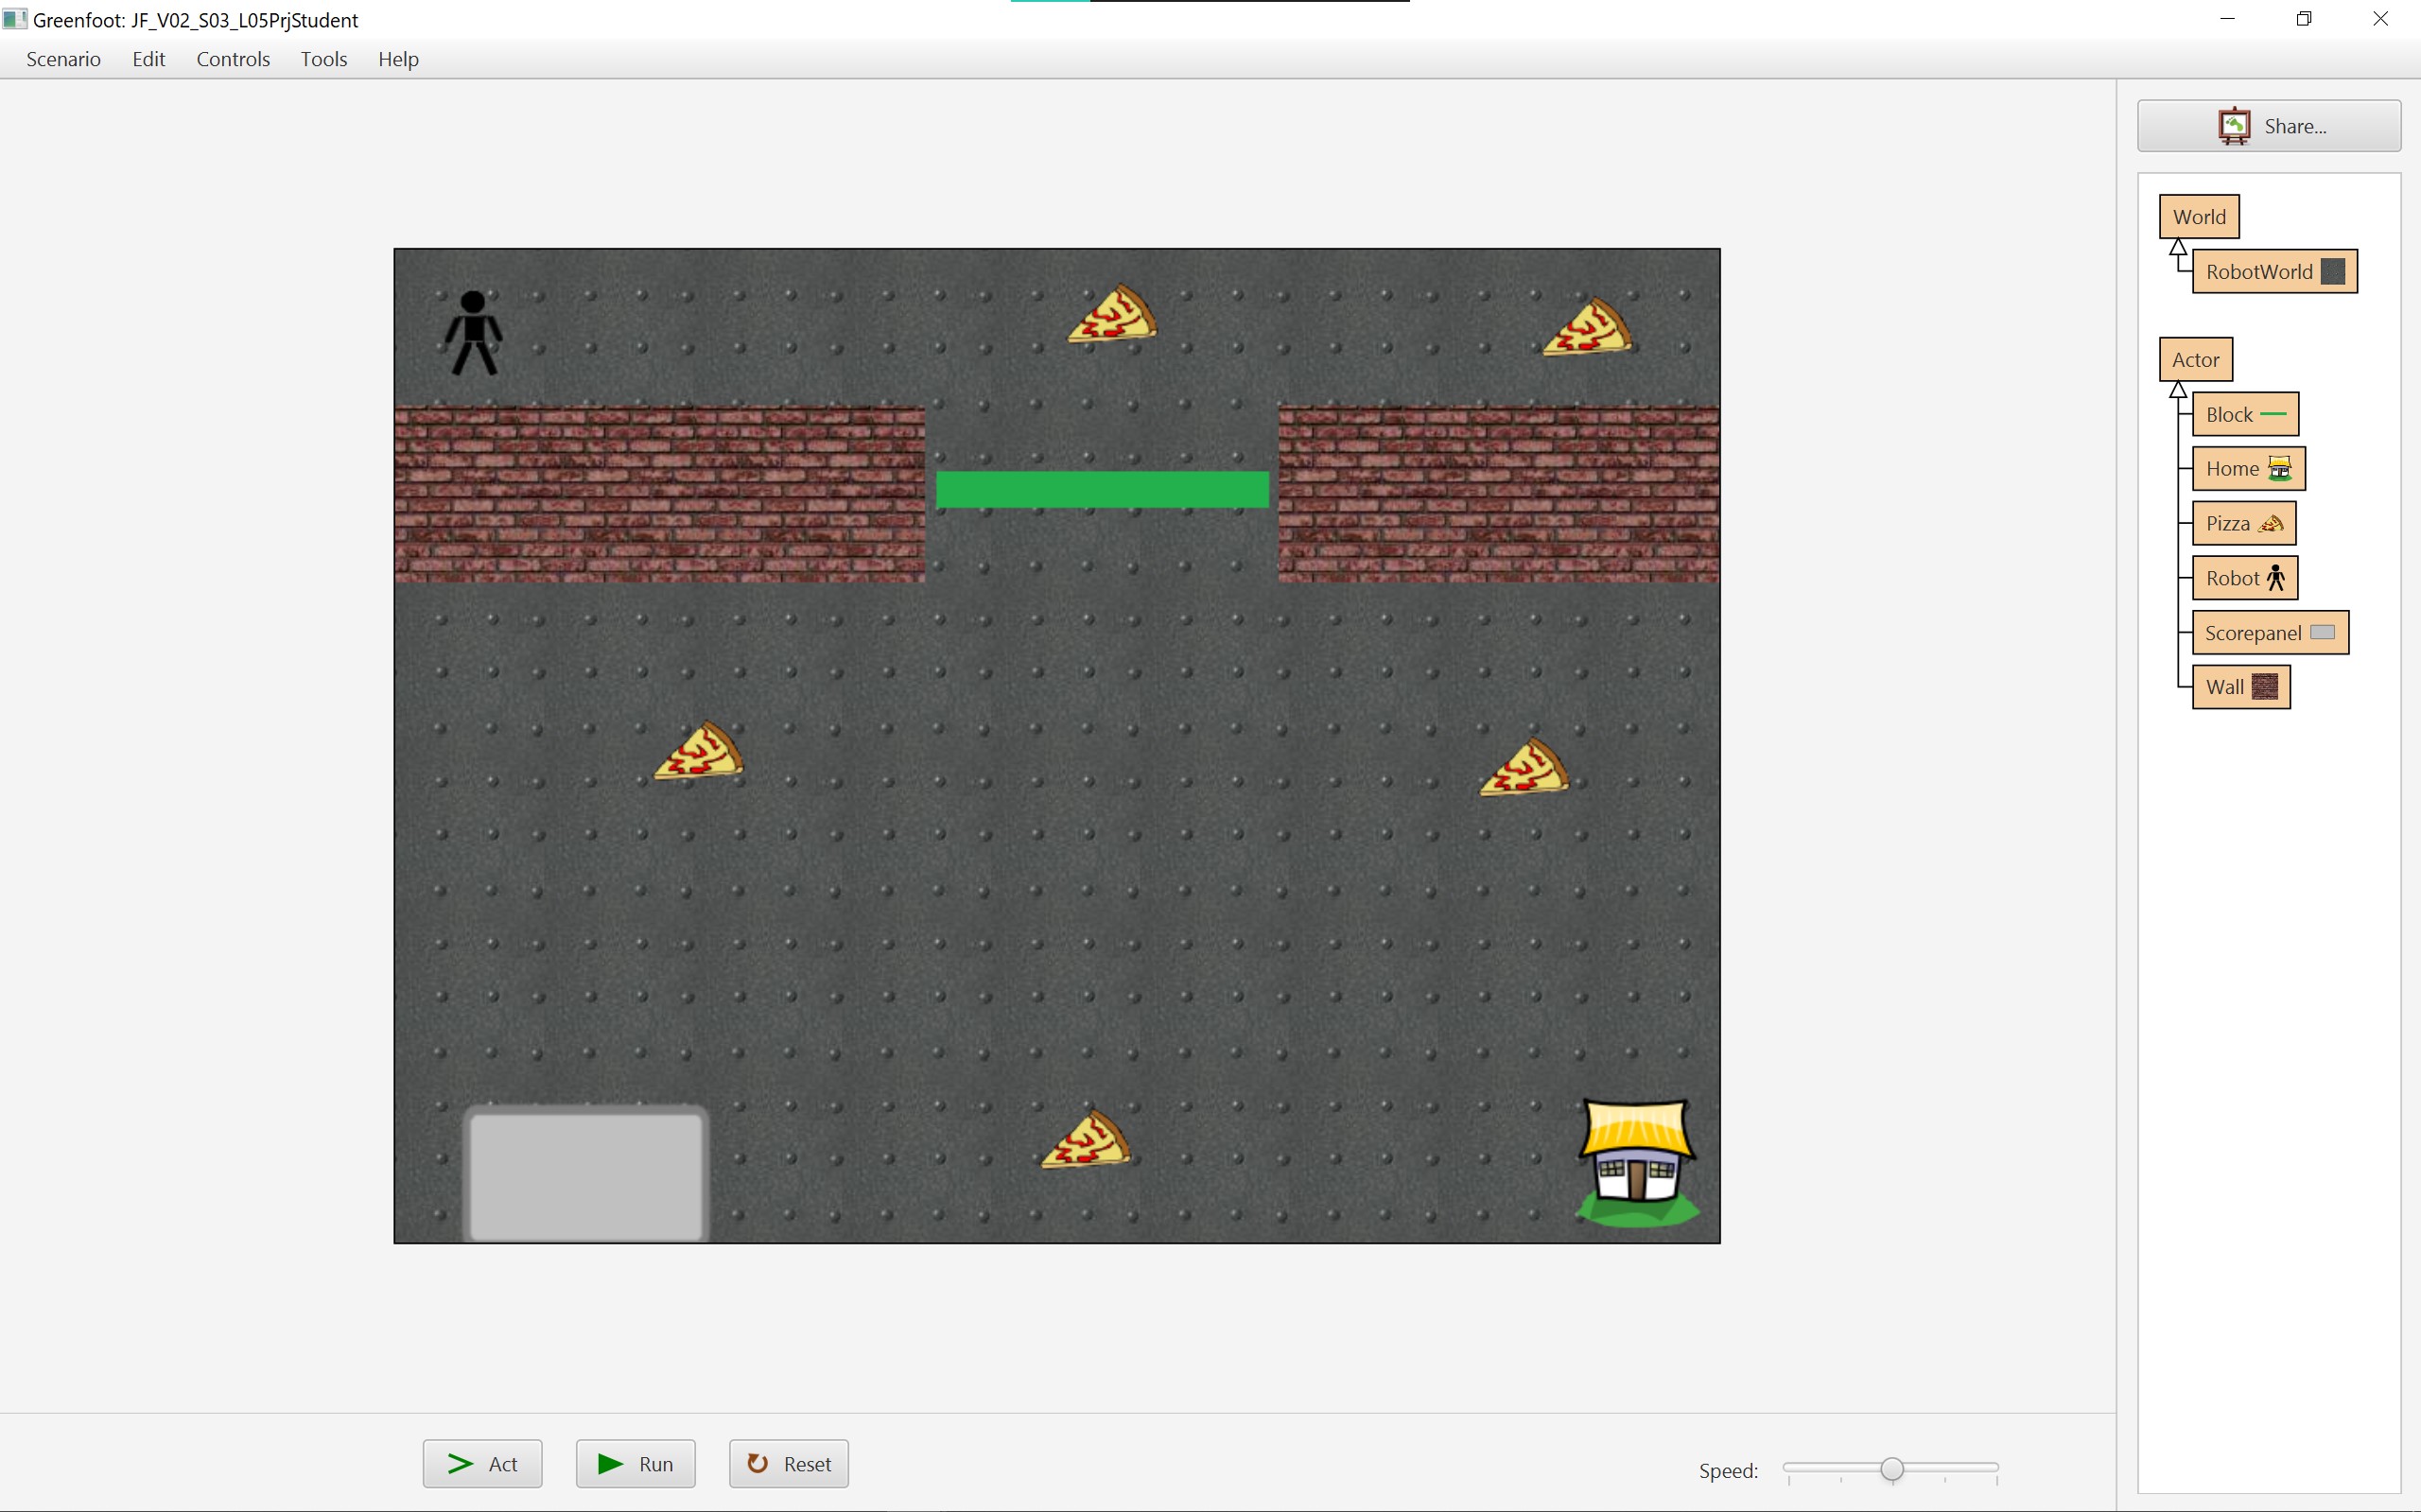 Greenfoot: JF_V02_S03_L05PrjStudent
Scenario Edit Controls Tools Help
Share...
World
RobotWorld
Actor
Block
Home
Pizza
Robot
Scorepanel
Wall
Act Run Reset Speed: